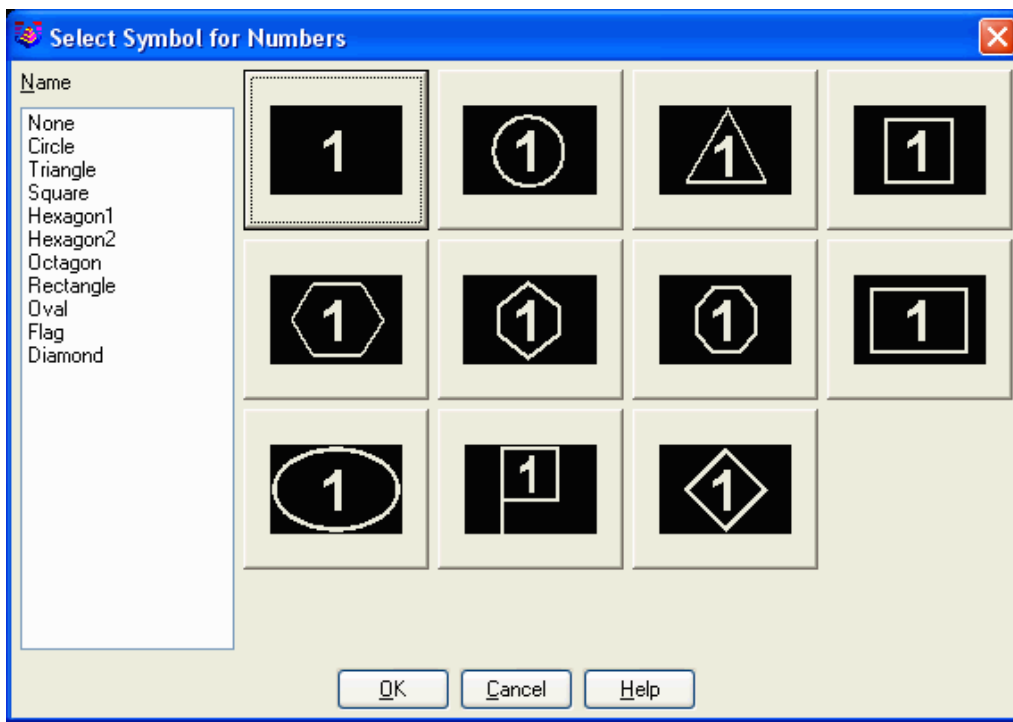 Select Symbol for Numbers
Name
None
Circle
Triangle
Square
Hexagon1
Hexagon2
Octagon
Rectangle
Oval
Flag
Diamond
1 1 1 1
1 1 1 1
1 1 1
OK Cancel Help